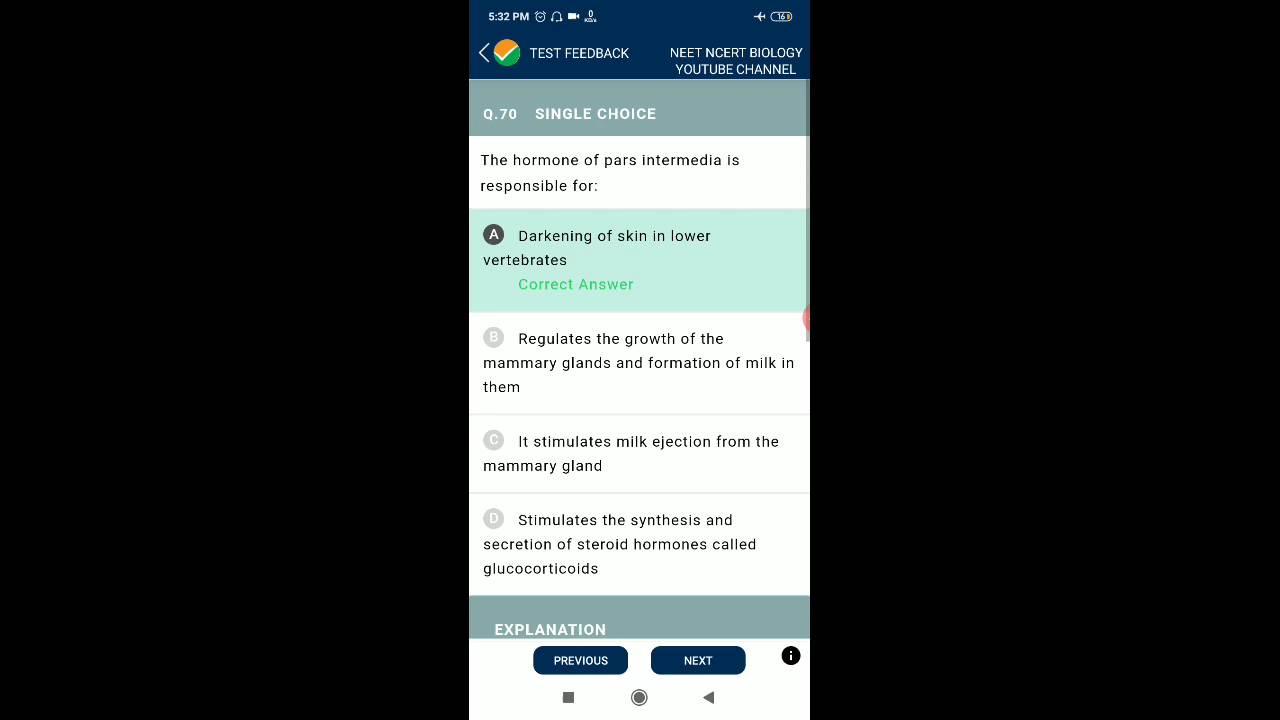 5:32 PM 0 KB/s 16
TEST FEEDBACK
NEET NCERT BIOLOGY
YOUTUBE CHANNEL
Q.70 SINGLE CHOICE
The hormone of pars intermedia is
responsible for:
A Darkening of skin in lower
vertebrates
Correct Answer
B Regulates the growth of the
mammary glands and formation of milk in
them
C It stimulates milk ejection from the
mammary gland
D Stimulates the synthesis and
secretion of steroid hormones called
glucocorticoids
EXPLANATION
PREVIOUS NEXT